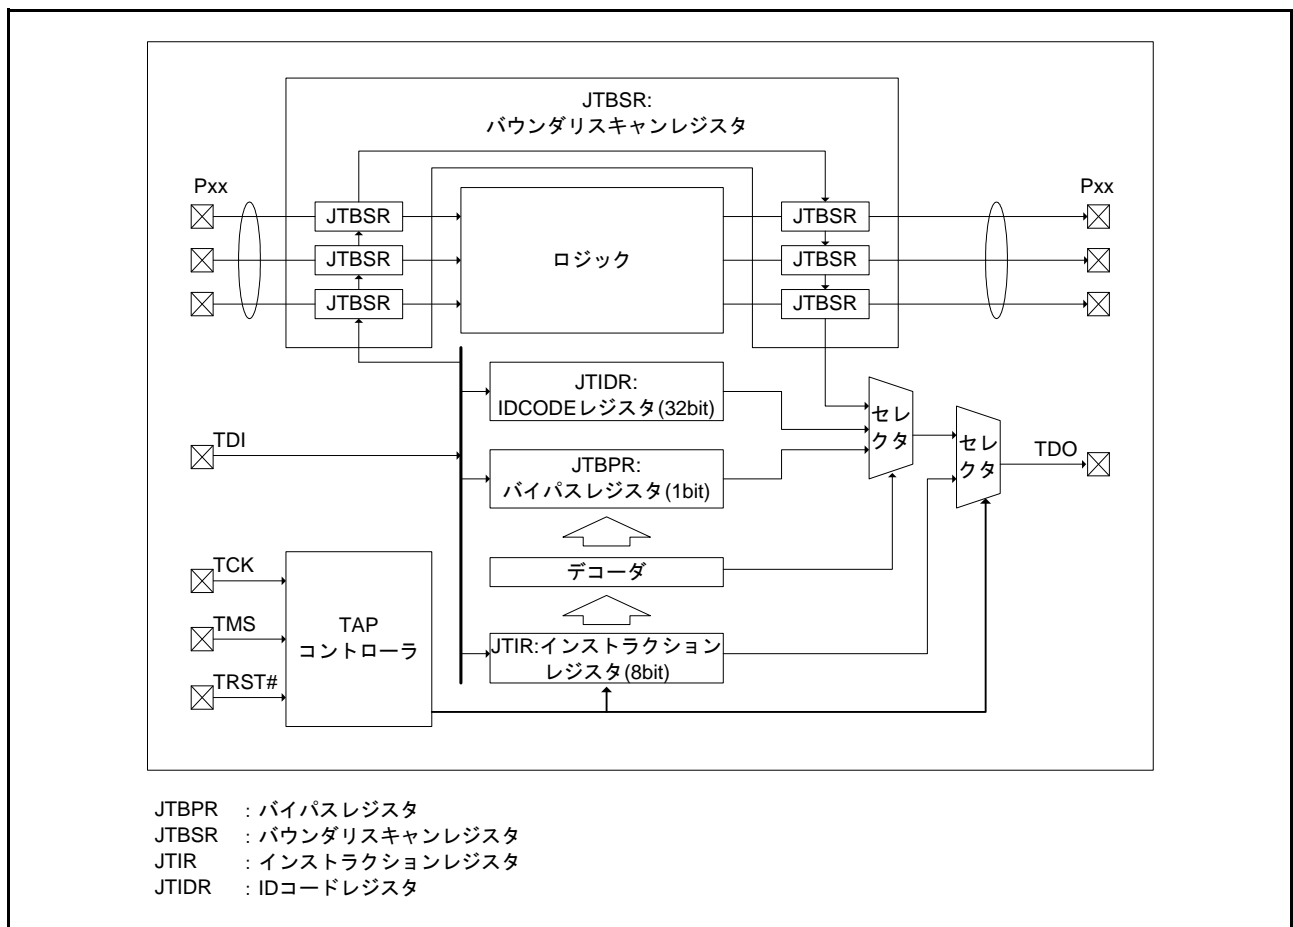 JTBSR:
バウンダリスキャンレジスタ
Pxx
Pxx
JTBSR
JTBSR
JTBSR
ロジック
JTBSR
JTBSR
JTBSR
JTIDR:
IDCODEレジスタ(32bit)
TDI
JTBPR:
バイパスレジスタ(1bit)
セレ
クタ
セレ
クタ
TDO
デコーダ
TCK
TMS
TRST#
TAP
コントローラ
JTIR:インストラクション
レジスタ(8bit)
JTBPR :バイパスレジスタ
JTBSR :バウンダリスキャンレジスタ
JTIR :インストラクションレジスタ
JTIDR :IDコードレジスタ